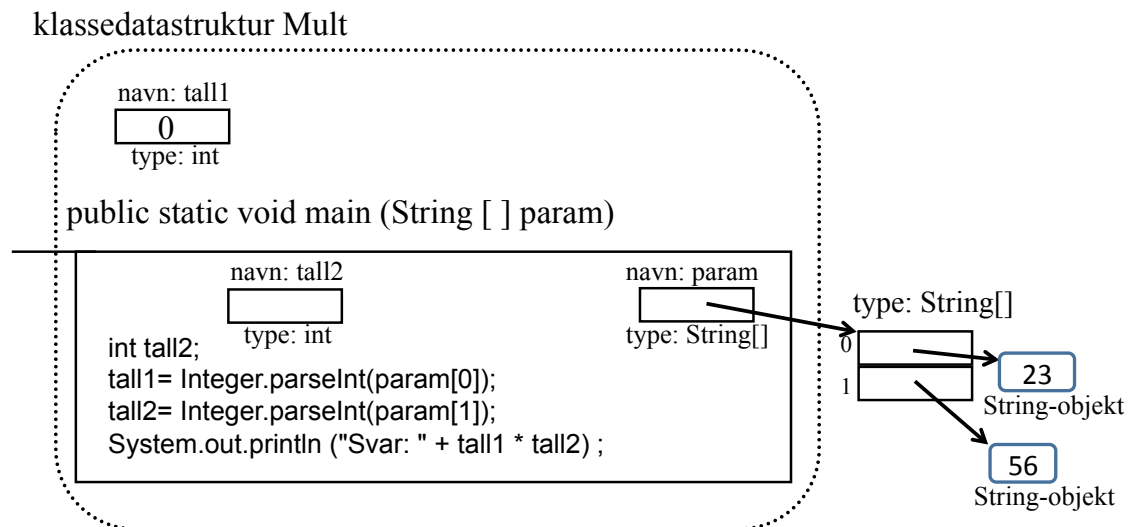 klassedatastruktur Mult
navn: tall1
0
type: int
public static void main (String [ ] param)
navn: tall2
type: int
navn: param
type: String[]
int tall2;
tall1= Integer.parseInt(param[0]);
tall2= Integer.parseInt(param[1]);
System.out.println ("Svar: " + tall1 * tall2) ;
type: String[]
0
1
23
String-objekt
56
String-objekt